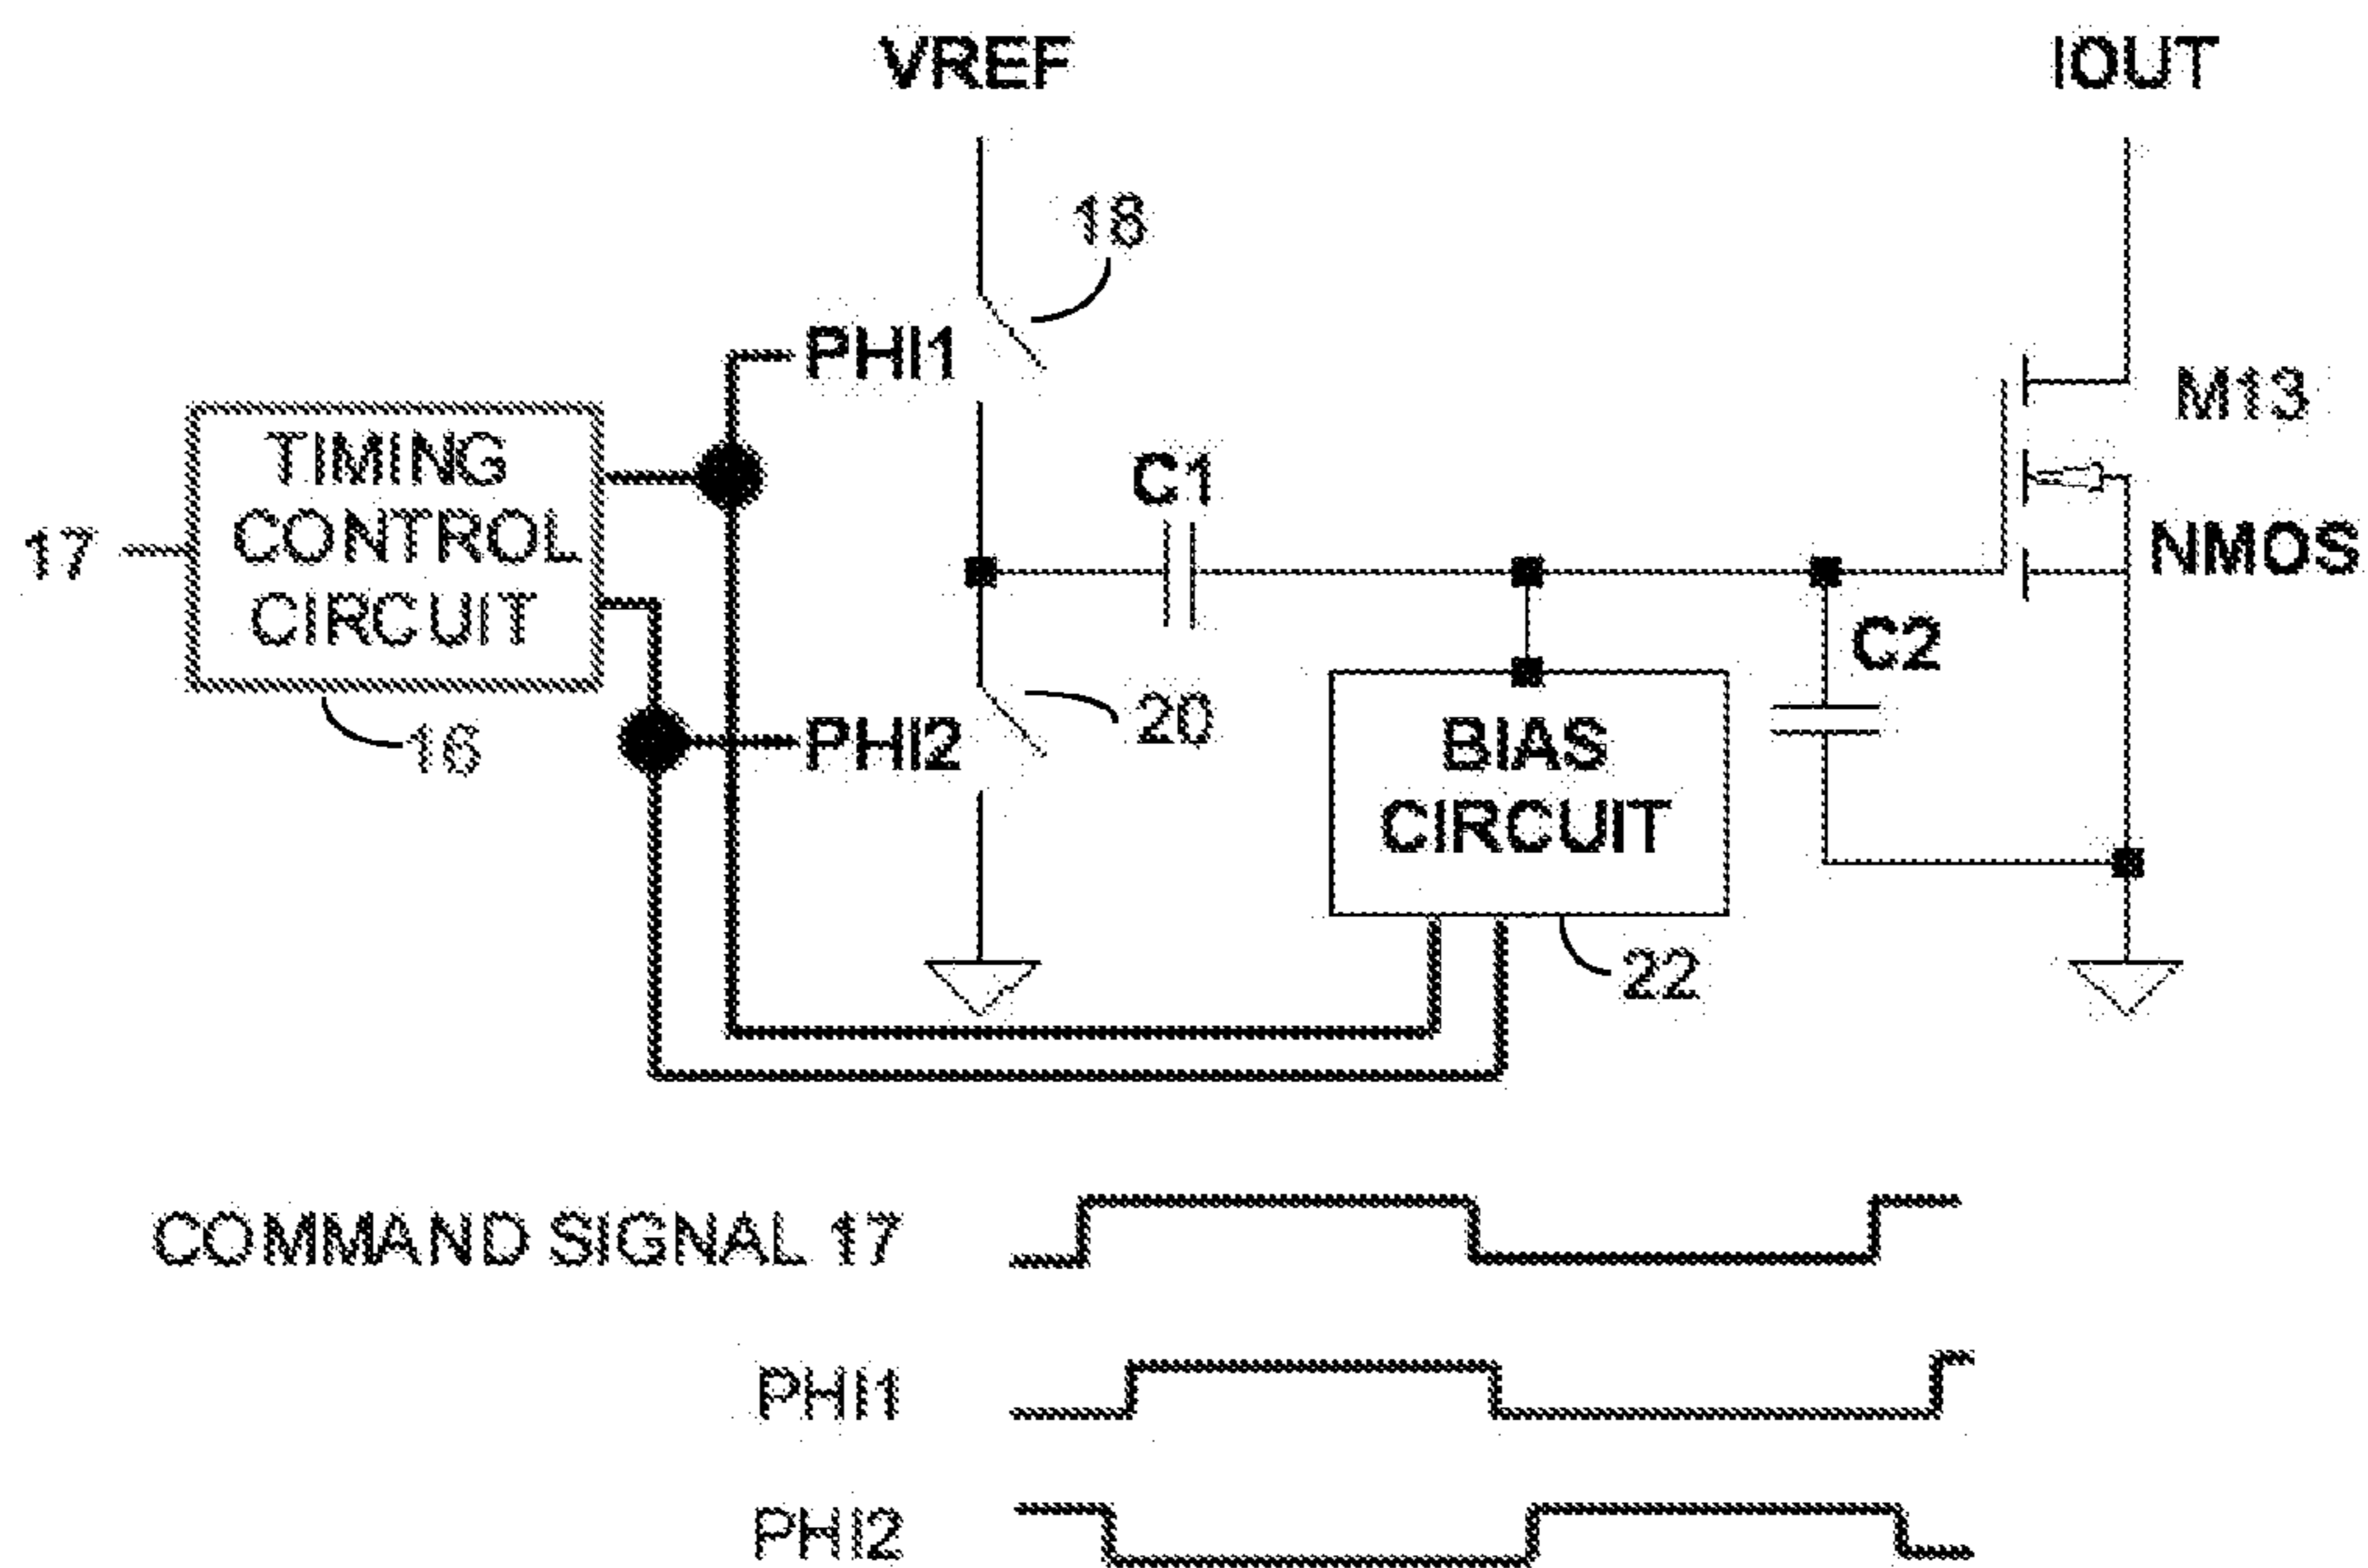 VREF
IOUT
18
PHI1
M13
TIMING
CONTROL
CIRCUIT
17
C1
NMOS
C2
16
PHI2
20
BIAS
CIRCUIT
22
COMMAND SIGNAL 17
PHI1
PHI2